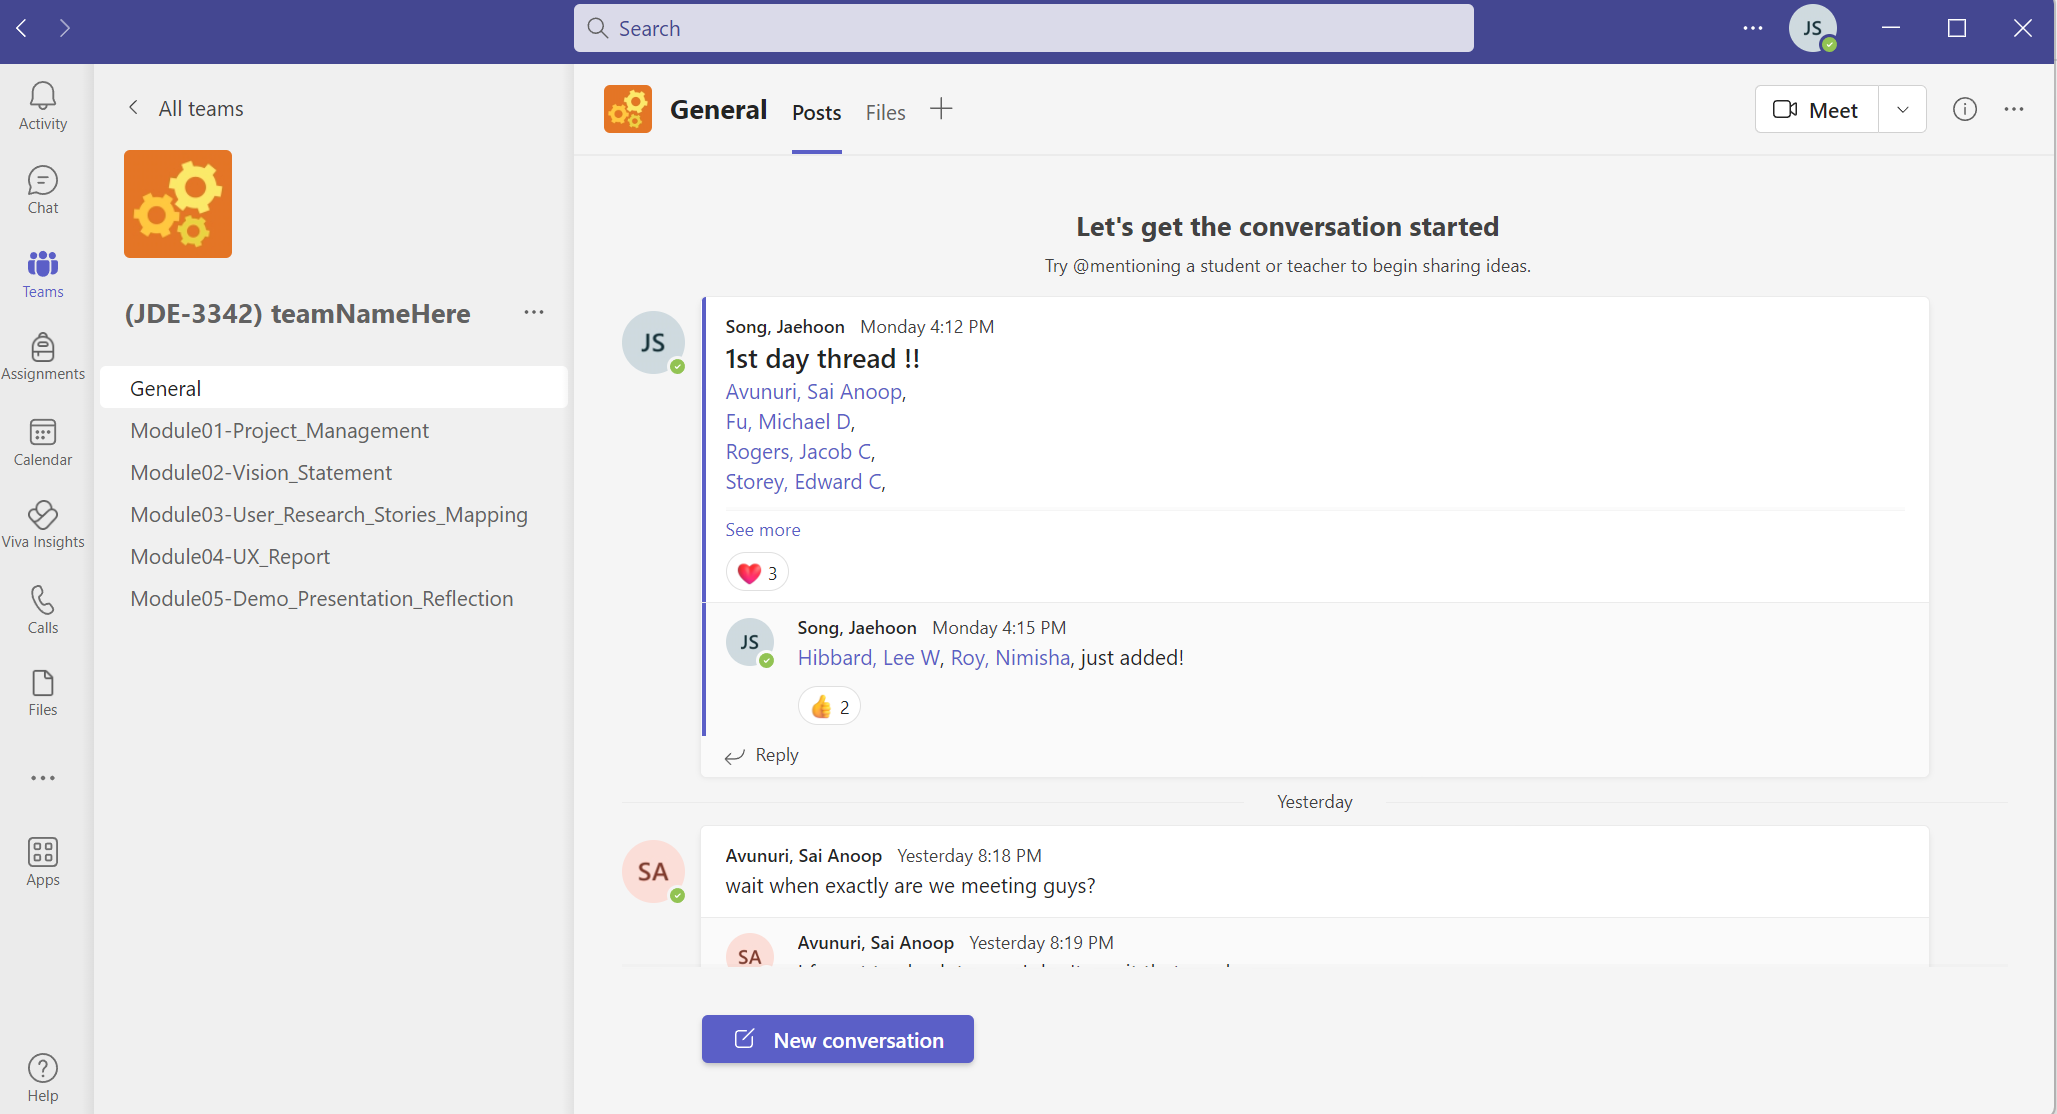 Search
JS
Activity
Chat
Teams
Assignments
Calendar
Viva Insights
Calls
Files
Apps
Help
All teams
(JDE-3342) teamNameHere
General
Module01-Project_Management
Module02-Vision_Statement
Module03-User_Research_Stories_Mapping
Module04-UX_Report
Module05-Demo_Presentation_Reflection
General Posts Files
Meet
Let's get the conversation started
Try @mentioning a student or teacher to begin sharing ideas.
JS
Song, Jaehoon Monday 4:12 PM
1st day thread !!
Avunuri, Sai Anoop,
Fu, Michael D,
Rogers, Jacob C,
Storey, Edward C,
See more
3
JS
Song, Jaehoon Monday 4:15 PM
Hibbard, Lee W, Roy, Nimisha, just added!
2
Reply
Yesterday
SA
Avunuri, Sai Anoop Yesterday 8:18 PM
wait when exactly are we meeting guys?
SA
Avunuri, Sai Anoop Yesterday 8:19 PM
New conversation